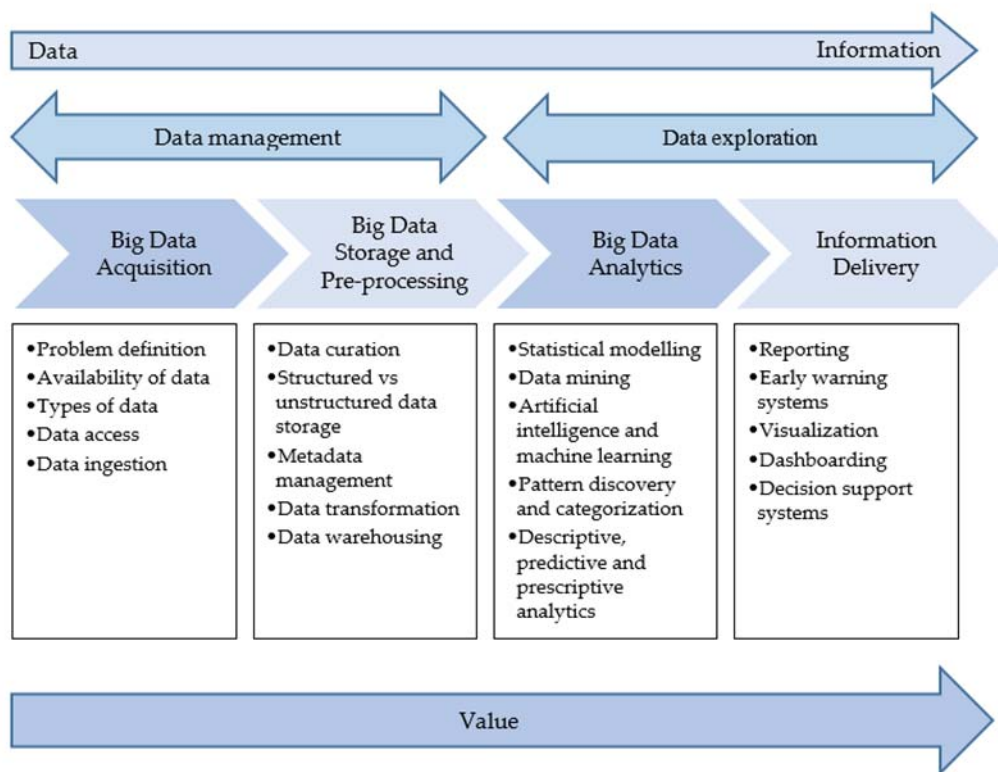 Data
Information
Data management
Data exploration
Big Data
Acquisition
Big Data
Storage and
Pre-processing
Big Data
Analytics
Information
Delivery
•Problem definition
•Availability of data
•Types of data
•Data access
•Data ingestion
•Data curation
•Structured vs
unstructured data
storage
•Metadata
management
•Data transformation
•Data warehousing
•Statistical modelling
•Data mining
•Artificial
intelligence and
machine learning
•Pattern discovery
and categorization
•Descriptive,
predictive and
prescriptive
analytics
•Reporting
•Early warning
systems
•Visualization
•Dashboarding
•Decision support
systems
Value